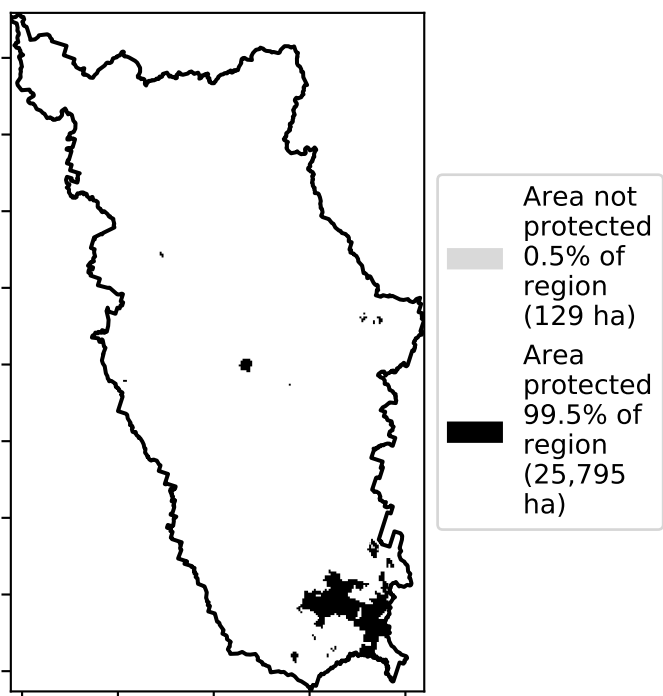 Area not
protected
0.5% of
region
(129 ha)
Area
protected
99.5% of
region
(25,795
ha)